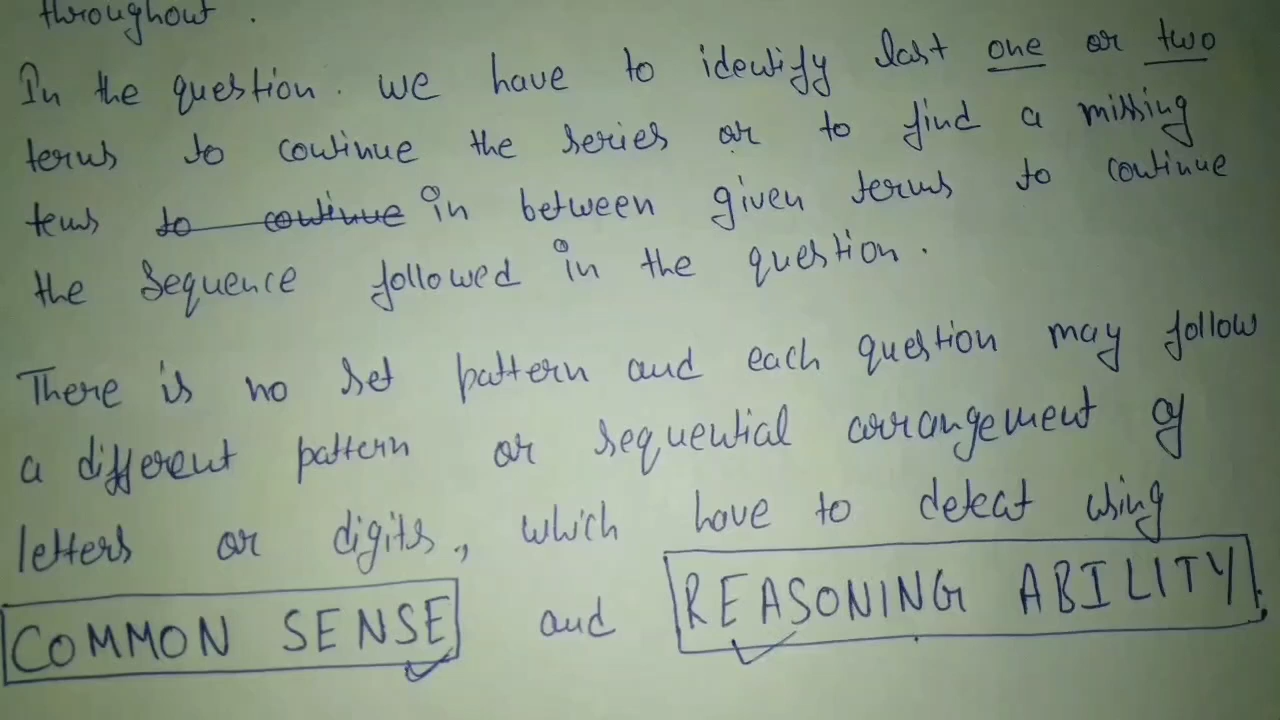 throughout.
In the question. we have to identify last one or two
terms to continue the series or to find a missing
tems to continue in between given terms to continue
the sequence followed in the question.
There is no set pattern and each question may follow
a different pattern or sequential arrangement of
letters or digits, which have to detect using
COMMON SENSE and REASONING ABILITY.